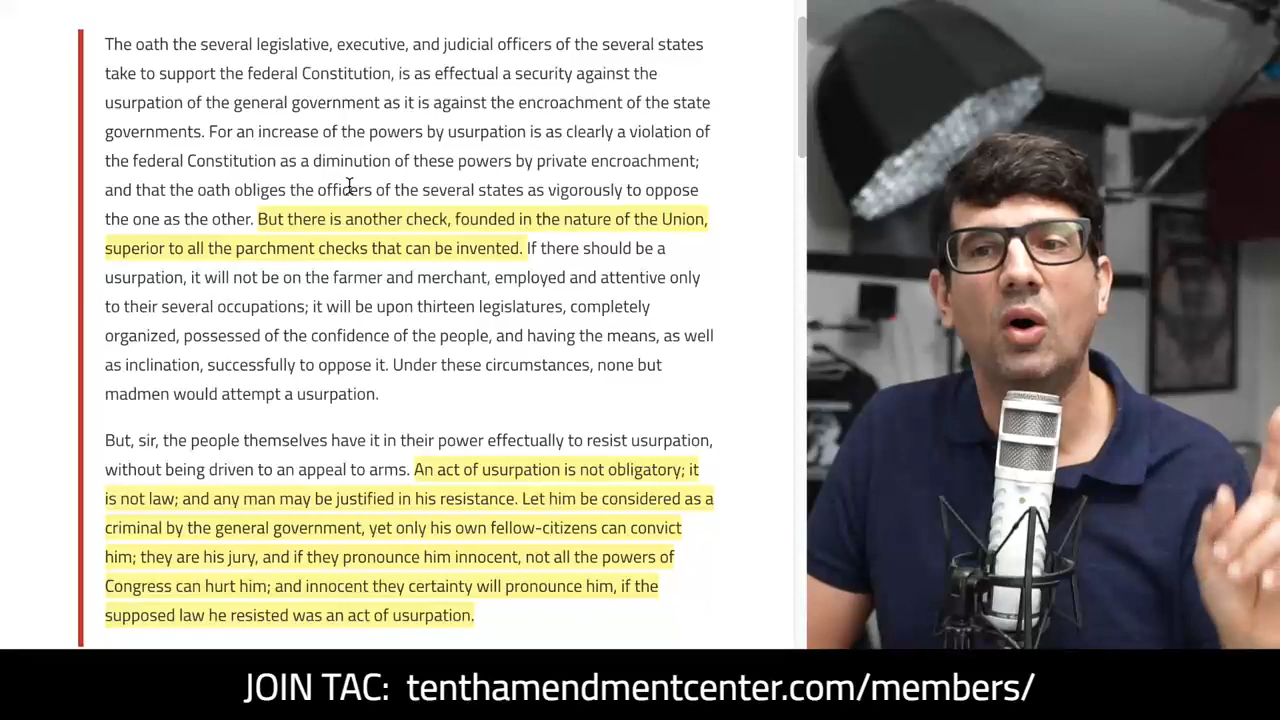 The oath the several legislative, executive, and judicial officers of the several states
take to support the federal Constitution, is as effectual a security against the
usurpation of the general government as it is against the encroachment of the state
governments. For an increase of the powers by usurpation is as clearly a violation of
the federal Constitution as a diminution of these powers by private encroachment;
and that the oath obliges the officers of the several states as vigorously to oppose
the one as the other. But there is another check, founded in the nature of the Union,
superior to all the parchment checks that can be invented. If there should be a
usurpation, it will not be on the farmer and merchant, employed and attentive only
to their several occupations; it will be upon thirteen legislatures, completely
organized, possessed of the confidence of the people, and having the means, as well
as inclination, successfully to oppose it. Under these circumstances, none but
madmen would attempt a usurpation.
But, sir, the people themselves have it in their power effectually to resist usurpation,
without being driven to an appeal to arms. An act of usurpation is not obligatory; it
is not law; and any man may be justified in his resistance. Let him be considered as a
criminal by the general government, yet only his own fellow-citizens can convict
him; they are his jury, and if they pronounce him innocent, not all the powers of
Congress can hurt him; and innocent they certainty will pronounce him, if the
supposed law he resisted was an act of usurpation.
JOIN TAC: tenthamendmentcenter.com/members/